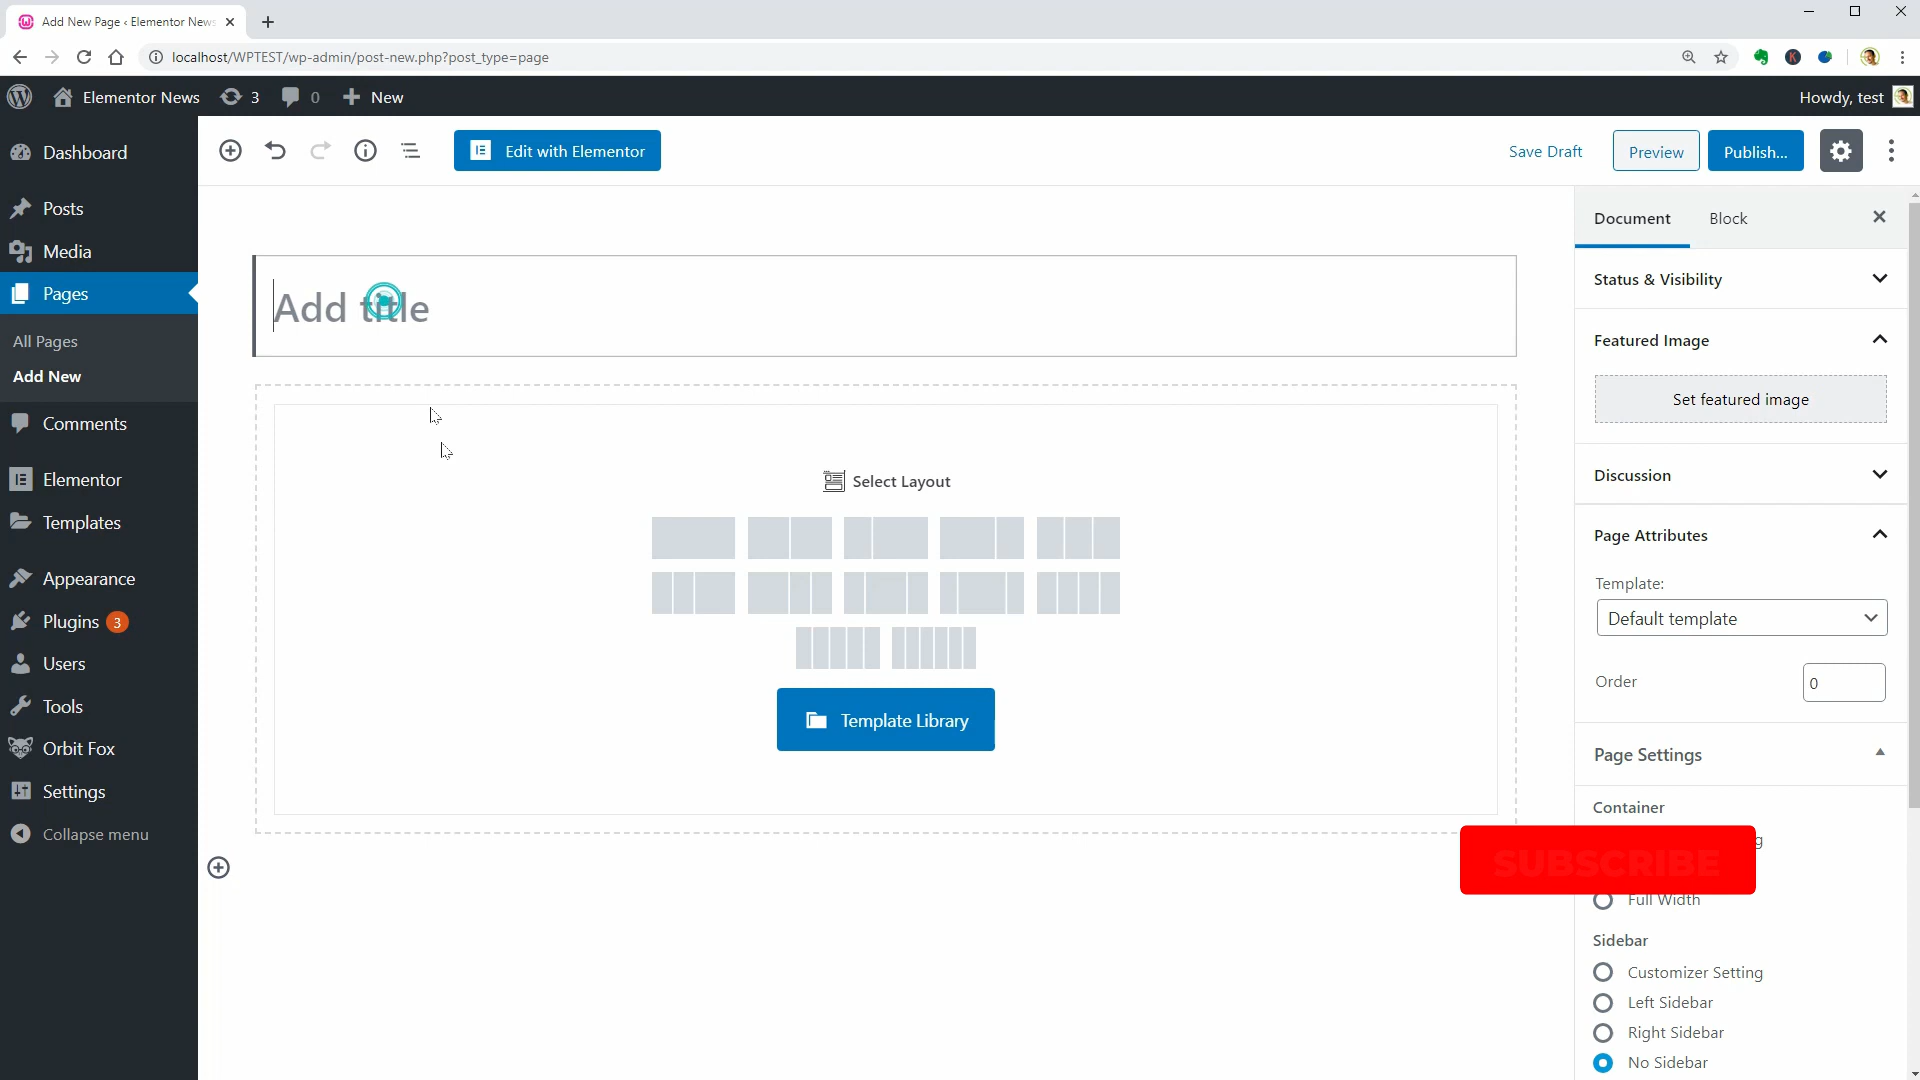 Add New Page ‹ Elementor News
localhost/WPTEST/wp-admin/post-new.php?post_type=page
Elementor News 3 0 New Howdy, test
Edit with Elementor Save Draft Preview Publish...
Dashboard
Posts
Media
Pages
All Pages
Add New
Comments
Elementor
Templates
Appearance
Plugins 3
Users
Tools
Orbit Fox
Settings
Collapse menu
Add title
Select Layout
Template Library
Document Block
Status & Visibility
Featured Image
Set featured image
Discussion
Page Attributes
Template:
Default template
Order 0
Page Settings
Container
SUBSCRIBE
Full Width
Sidebar
Customizer Setting
Left Sidebar
Right Sidebar
No Sidebar